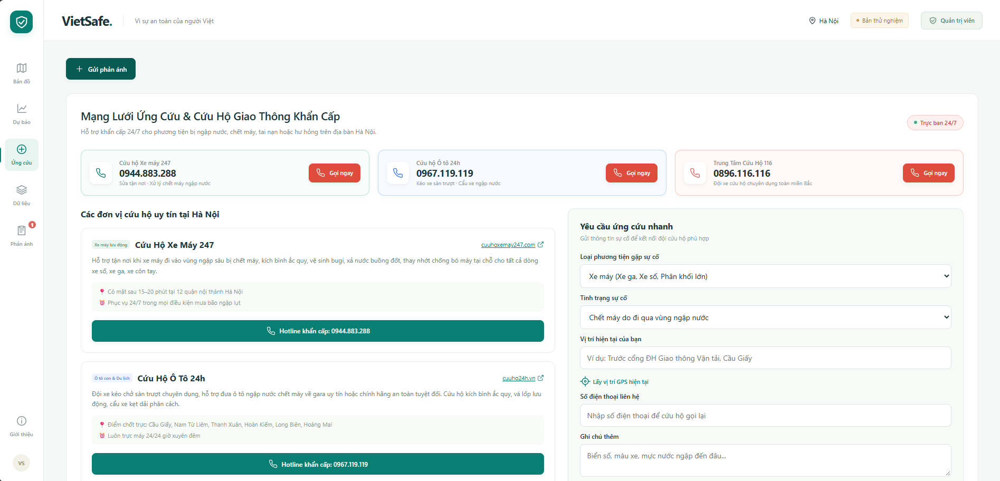 VietSafe.
Vì sự an toàn của người Việt
Hà Nội
Bản thử nghiệm
Quản trị viên
Bản đồ
Dự báo
Ứng cứu
Dữ liệu
1
Phản ánh
Giới thiệu
VS
Gửi phản ánh
Mạng Lưới Ứng Cứu & Cứu Hộ Giao Thông Khẩn Cấp
Hỗ trợ khẩn cấp 24/7 cho phương tiện bị ngập nước, chết máy, tai nạn hoặc hư hỏng trên địa bàn Hà Nội.
Trực ban 24/7
Cứu hộ Xe máy 247
0944.883.288
Sửa tận nơi · Xử lý chết máy ngập nước
Gọi ngay
Cứu hộ Ô tô 24h
0967.119.119
Kéo xe sàn trượt · Cẩu xe ngập nước
Gọi ngay
Trung Tâm Cứu Hộ 116
0896.116.116
Đội xe cứu hộ chuyên dụng toàn miền Bắc
Gọi ngay
Các đơn vị cứu hộ uy tín tại Hà Nội
Xe máy lưu động
Cứu Hộ Xe Máy 247
cuuhoxemay247.com
Hỗ trợ tận nơi khi xe máy đi vào vùng ngập sâu bị chết máy, kích bình ắc quy, vệ sinh bugi, xả nước buồng đốt, thay nhớt chống bó máy tại chỗ cho tất cả dòng
xe số, xe ga, xe côn tay.
Có mặt sau 15–20 phút tại 12 quận nội thành Hà Nội
Phục vụ 24/7 trong mọi điều kiện mưa bão ngập lụt
Hotline khẩn cấp: 0944.883.288
Ô tô con & Du lịch
Cứu Hộ Ô Tô 24h
cuuho24h.vn
Đội xe kéo chở sàn trượt chuyên dụng, hỗ trợ đưa ô tô ngập nước chết máy về gara uy tín hoặc chính hãng an toàn tuyệt đối. Cứu hộ kích bình ắc quy, vá lốp lưu
động, cẩu xe kẹt dải phân cách.
Điểm chốt trực: Cầu Giấy, Nam Từ Liêm, Thanh Xuân, Hoàn Kiếm, Long Biên, Hoàng Mai
Luôn trực máy 24/24 giờ xuyên đêm
Hotline khẩn cấp: 0967.119.119
Yêu cầu ứng cứu nhanh
Gửi thông tin sự cố để kết nối đội cứu hộ phù hợp
Loại phương tiện gặp sự cố
Xe máy (Xe ga, Xe số, Phân khối lớn)
Tình trạng sự cố
Chết máy do đi qua vùng ngập nước
Vị trí hiện tại của bạn
Ví dụ: Trước cổng ĐH Giao thông Vận tải, Cầu Giấy
Lấy vị trí GPS hiện tại
Số điện thoại liên hệ
Nhập số điện thoại để cứu hộ gọi lại
Ghi chú thêm
Biển số, màu xe, mực nước ngập đến đâu...